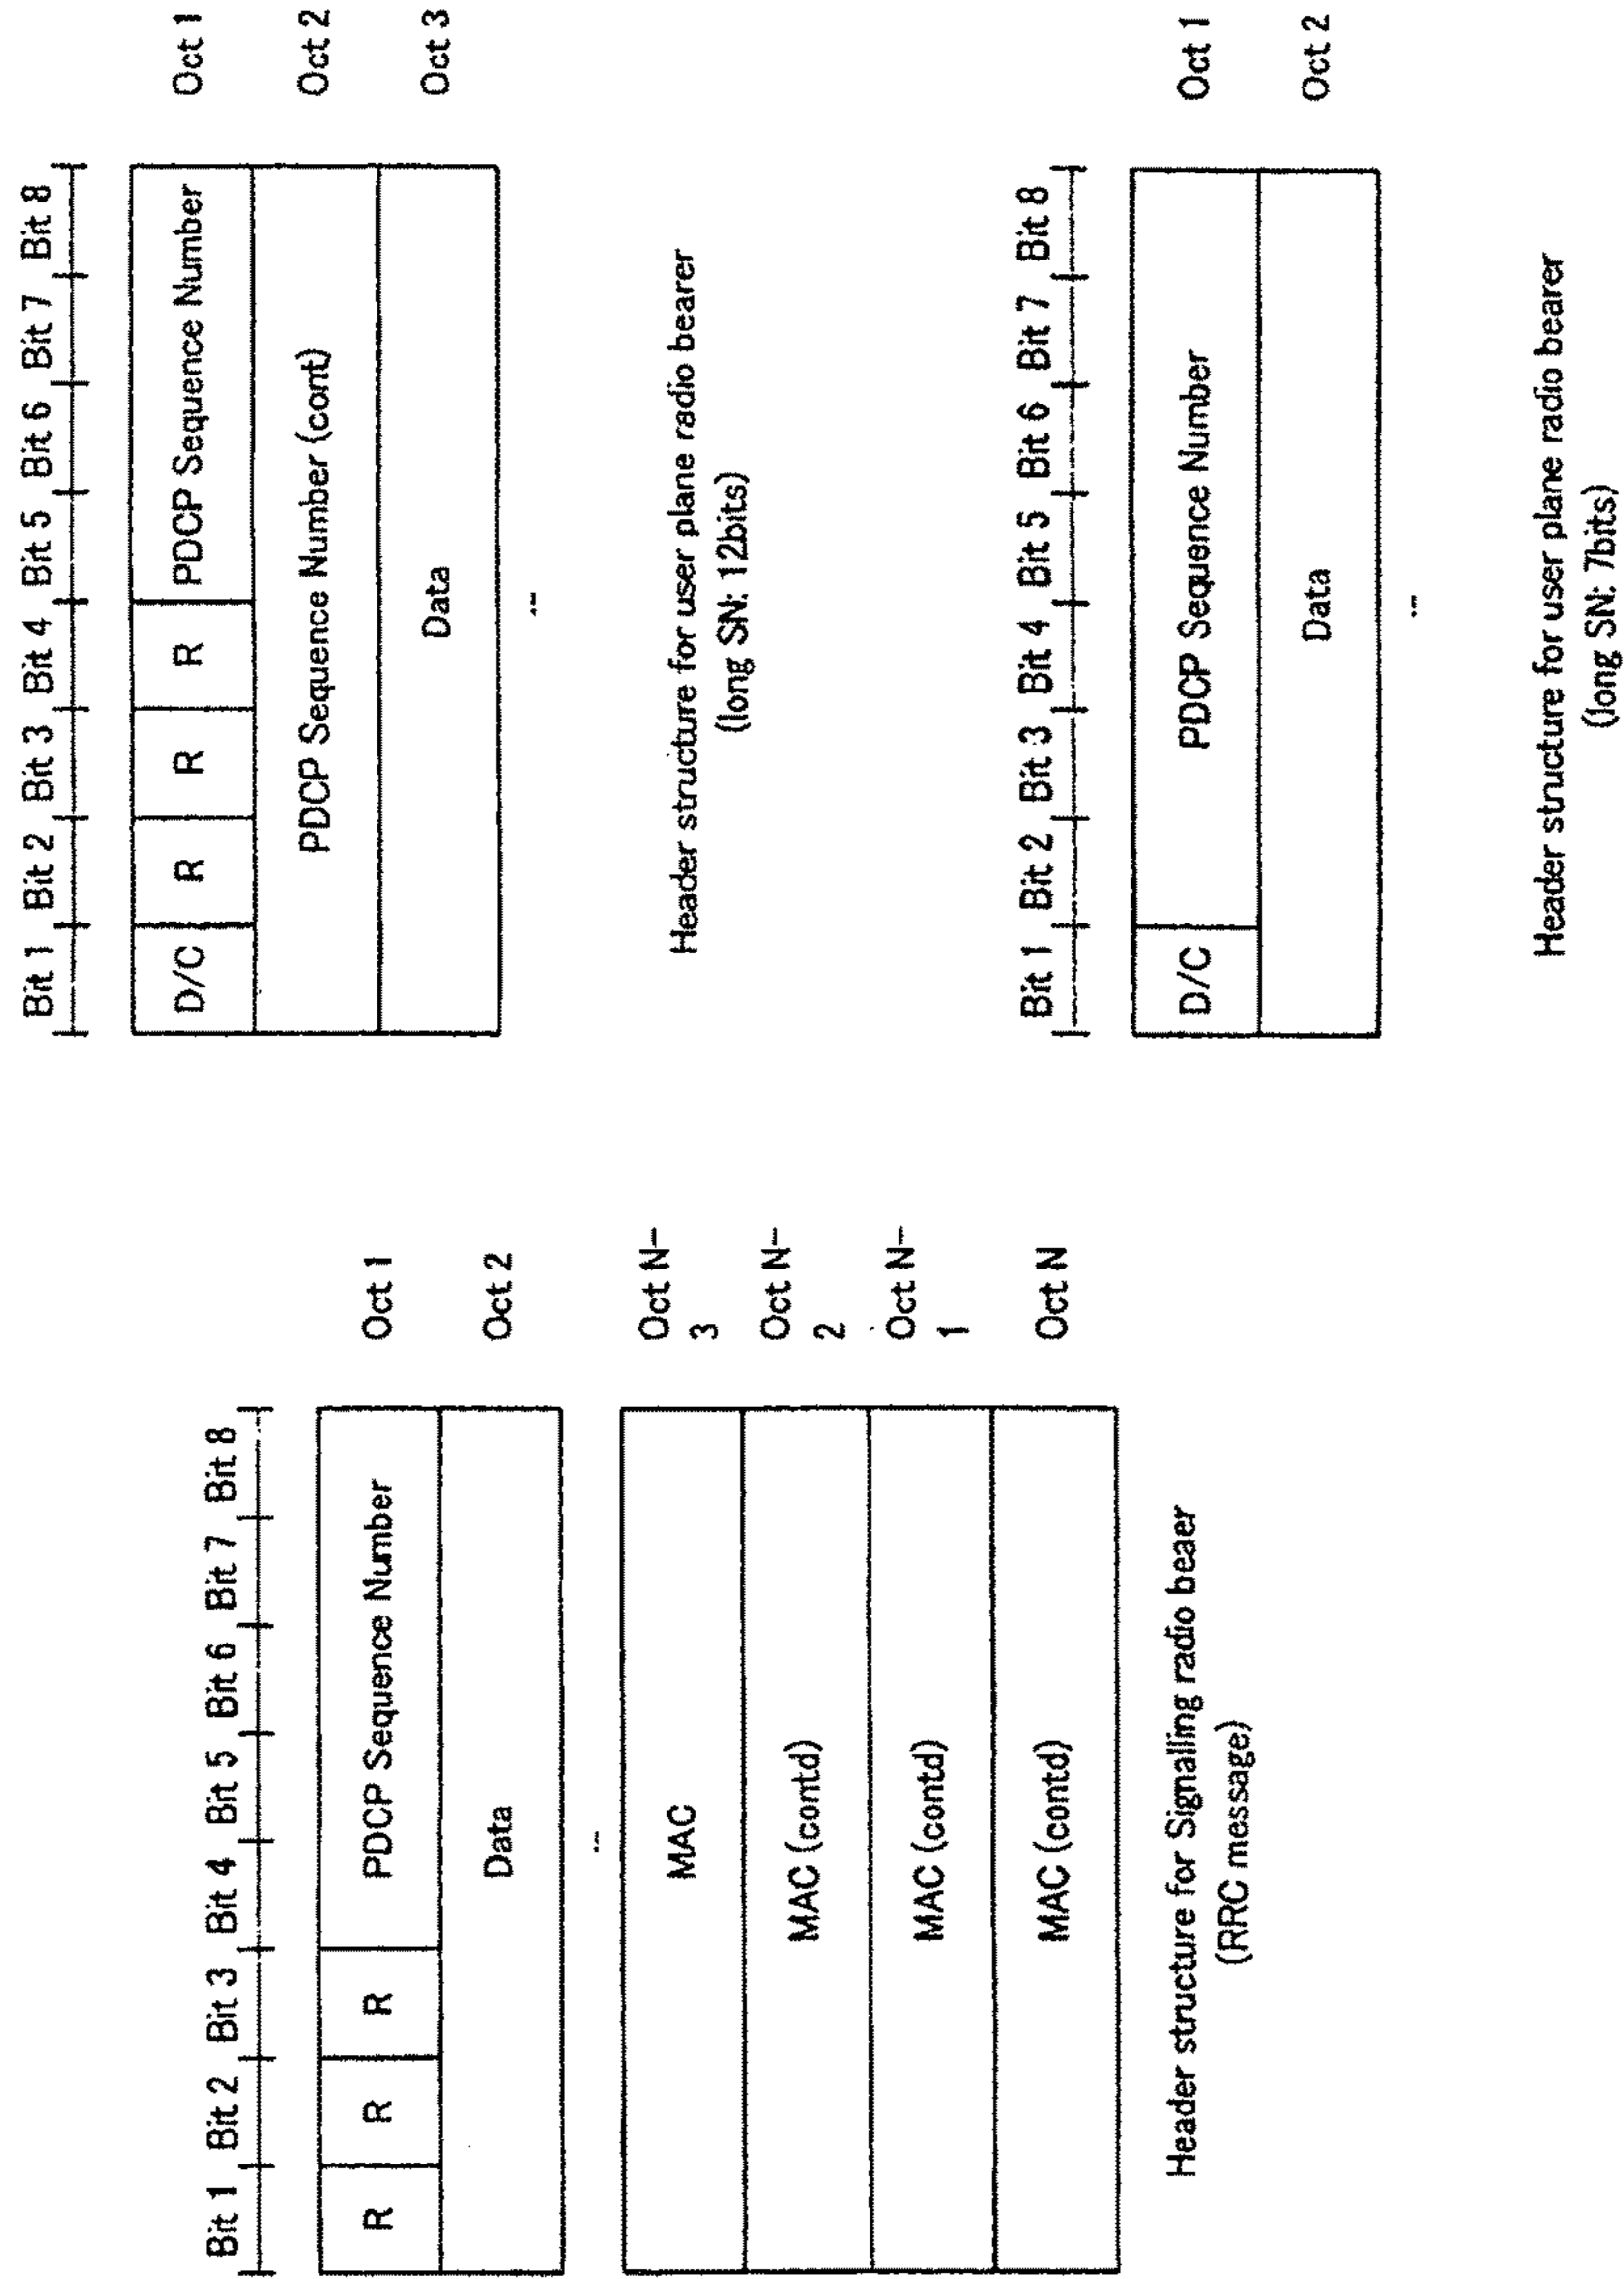 Bit 1 Bit 2 Bit 3 Bit 4 Bit 5 Bit 6 Bit 7 Bit 8
R R R PDCP Sequence Number Oct 1
Data Oct 2
...
MAC Oct N-3
MAC (contd) Oct N-2
MAC (contd) Oct N-1
MAC (contd) Oct N
Header structure for Signalling radio beaer
(RRC message)
Bit 1 Bit 2 Bit 3 Bit 4 Bit 5 Bit 6 Bit 7 Bit 8
D/C R R R PDCP Sequence Number Oct 1
PDCP Sequence Number (cont) Oct 2
Data Oct 3
...
Header structure for user plane radio bearer
(long SN: 12bits)
Bit 1 Bit 2 Bit 3 Bit 4 Bit 5 Bit 6 Bit 7 Bit 8
D/C PDCP Sequence Number Oct 1
Data Oct 2
...
Header structure for user plane radio bearer
(long SN: 7bits)